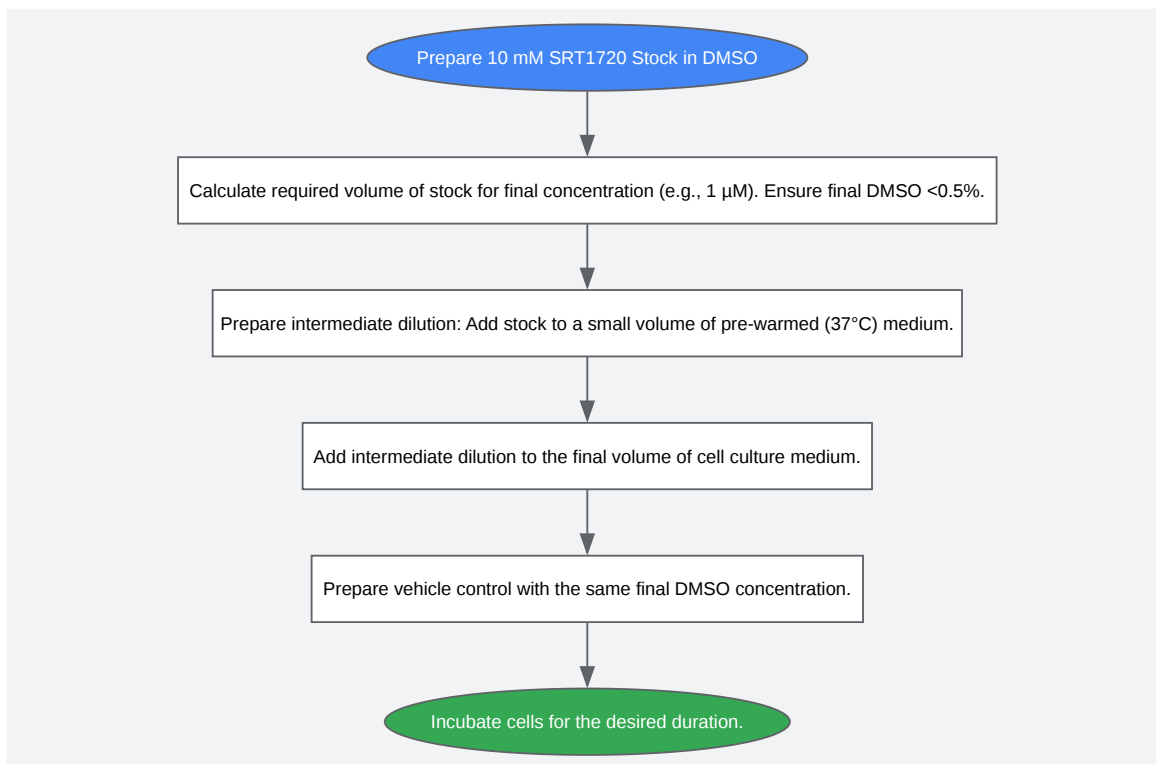 Prepare 10 mM SRT1720 Stock in DMSO
Calculate required volume of stock for final concentration (e.g., 1 µM). Ensure final DMSO <0.5%.
Prepare intermediate dilution: Add stock to a small volume of pre-warmed (37°C) medium.
Add intermediate dilution to the final volume of cell culture medium.
Prepare vehicle control with the same final DMSO concentration.
Incubate cells for the desired duration.